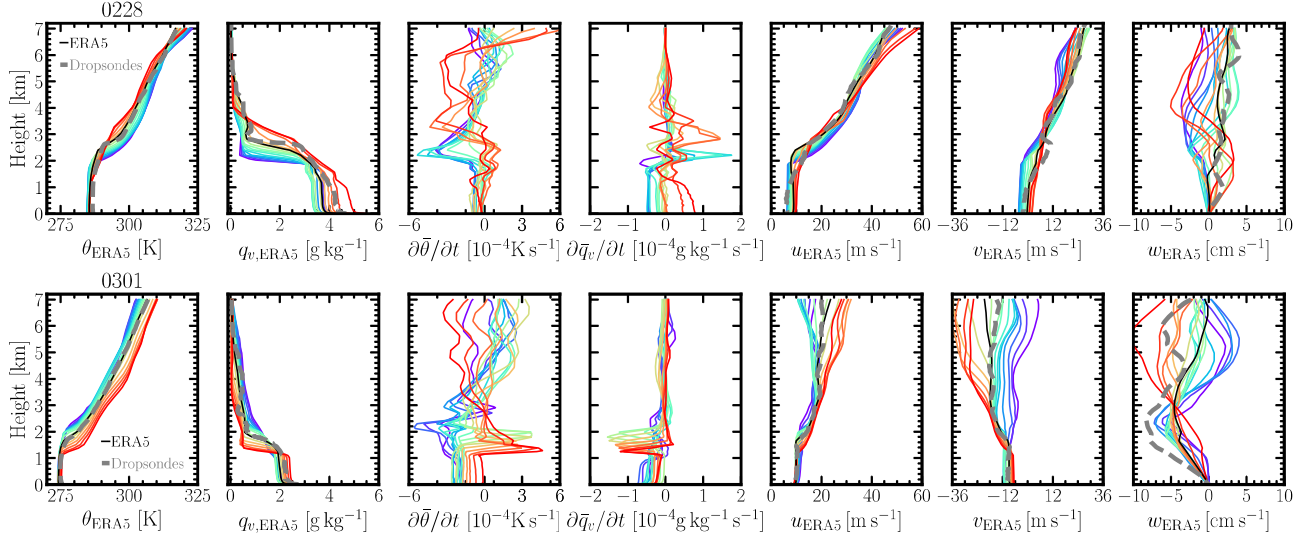 0228
7
6
5
4
3
2
1
0
Height [km]
ERA5
Dropsondes
275 300 325
0 2 4 6
−6 0 6
−2 −1 0 1 2
0 20 40 60
−36 −12 12 36
−10 −5 0 5 10
θERA5 [K]
qv,ERA5 [g kg−1]
∂θ̄/∂t [10−4K s−1]
∂q̄v/∂t [10−4g kg−1 s−1]
uERA5 [m s−1]
vERA5 [m s−1]
wERA5 [cm s−1]
0301
7
6
5
4
3
2
1
0
Height [km]
ERA5
Dropsondes
275 300 325
0 2 4 6
−6 0 6
−2 −1 0 1 2
0 20 40 60
−36 −12 12 36
−10 −5 0 5 10
θERA5 [K]
qv,ERA5 [g kg−1]
∂θ̄/∂t [10−4K s−1]
∂q̄v/∂t [10−4g kg−1 s−1]
uERA5 [m s−1]
vERA5 [m s−1]
wERA5 [cm s−1]